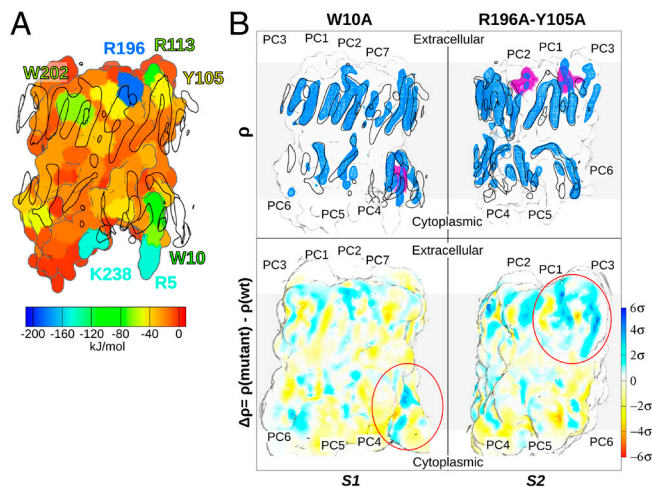 A
R196
R113
W202
Y105
K238
W10
R5
-200 -160 -120 -80 -40 0
kJ/mol
B
W10A
R196A-Y105A
PC3
PC1
PC2
PC7
Extracellular
PC2
PC1
PC3
ρ
PC6
PC4
PC5
PC6
Cytoplasmic
Extracellular
PC3
PC1
PC2
PC7
PC2
PC1
PC3
Δρ= ρ(mutant) - ρ(wt)
6σ
4σ
2σ
0
−2σ
−4σ
−6σ
PC6
PC5
PC4
PC4
PC5
PC6
Cytoplasmic
S1
S2